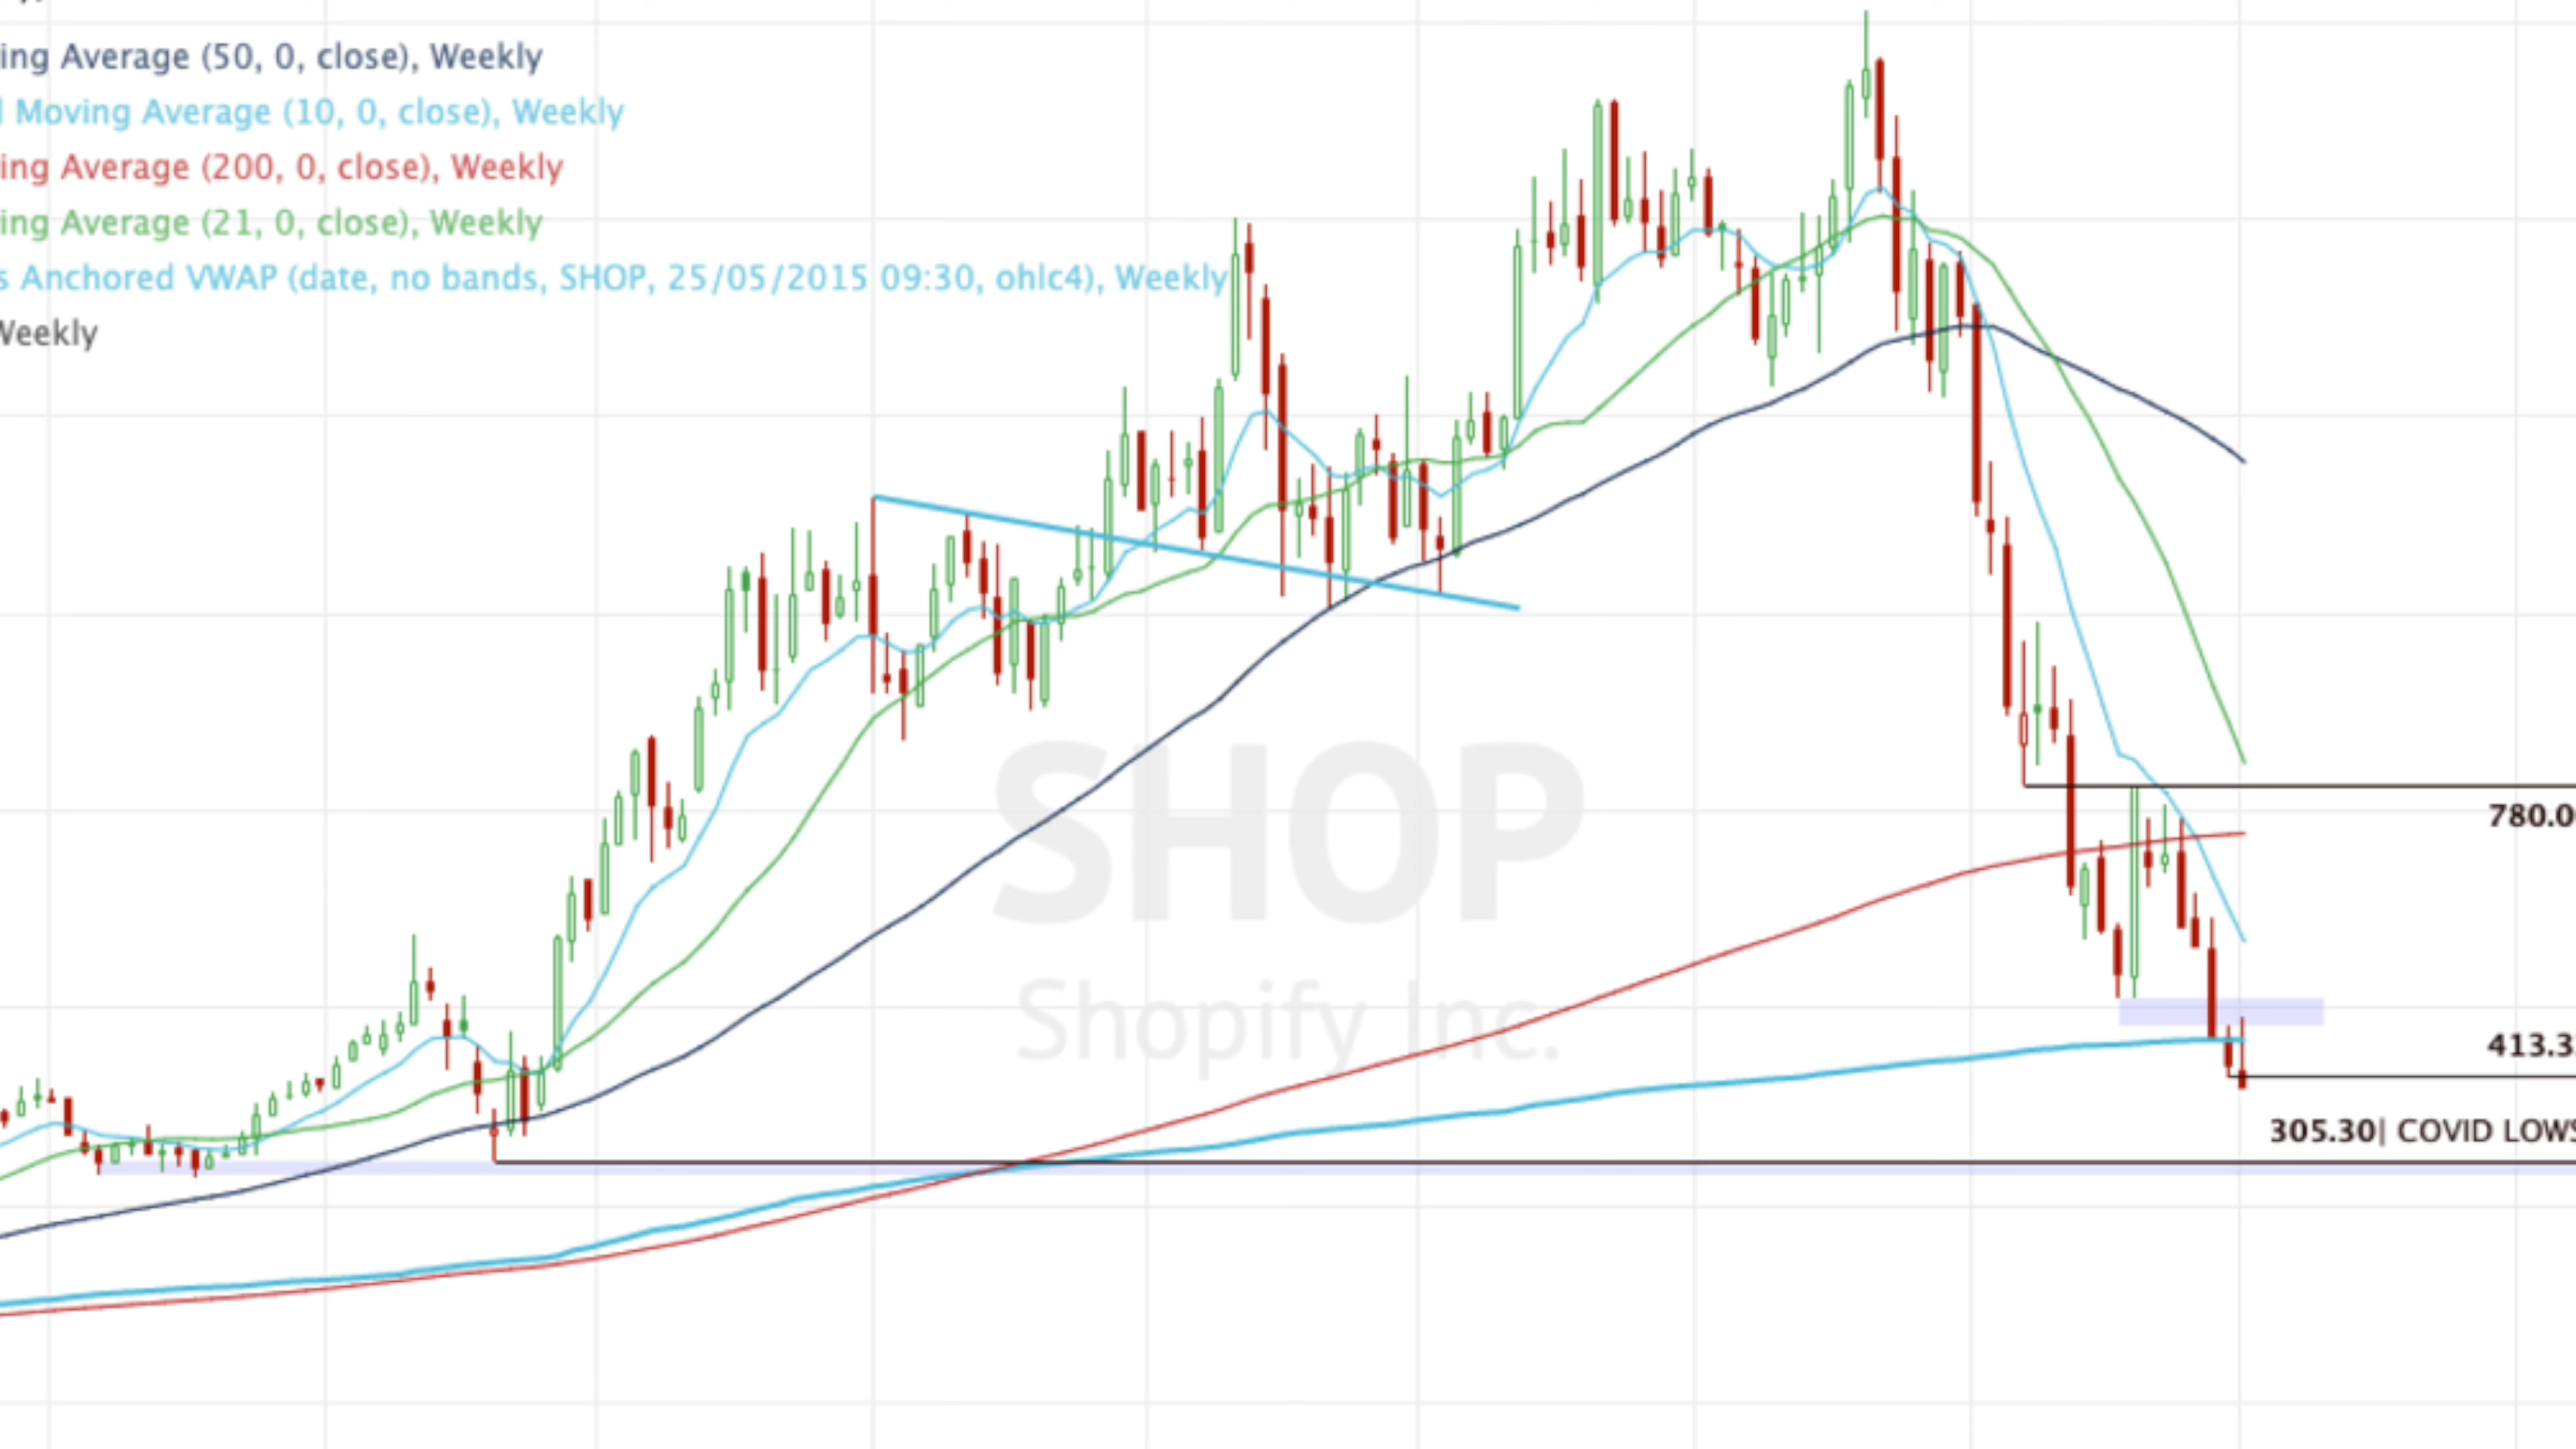 ing Average (50, 0, close), Weekly
l Moving Average (10, 0, close), Weekly
ing Average (200, 0, close), Weekly
ing Average (21, 0, close), Weekly
s Anchored VWAP (date, no bands, SHOP, 25/05/2015 09:30, ohlc4), Weekly
Weekly
SHOP
Shopify Inc.
780.0
413.3
305.30| COVID LOWS